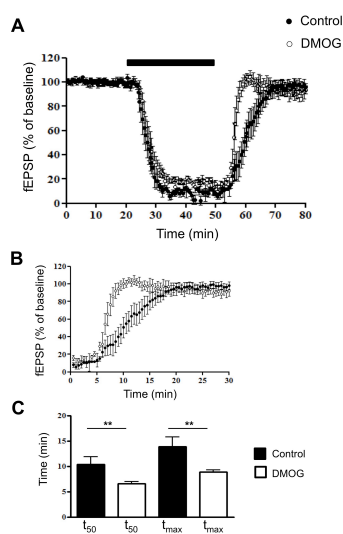 A
Control
DMOG
fEPSP (% of baseline)
120
100
80
60
40
20
0
0 10 20 30 40 50 60 70 80
Time (min)
B
fEPSP (% of baseline)
120
100
80
60
40
20
0
0 5 10 15 20 25 30
Time (min)
C
Time (min)
20
15
10
5
0
** **
t50 t50 tmax tmax
Control
DMOG